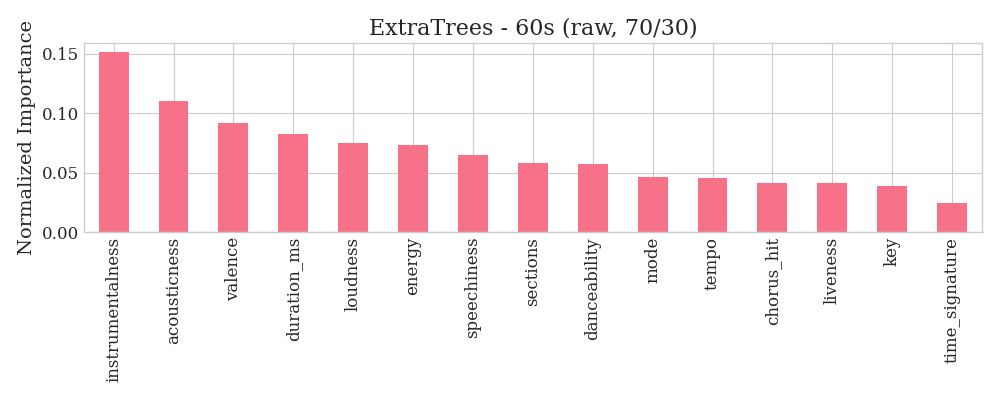 ExtraTrees - 60s (raw, 70/30)
Normalized Importance
0.15
0.10
0.05
0.00
instrumentalness
acousticness
valence
duration_ms
loudness
energy
speechiness
sections
danceability
mode
tempo
chorus_hit
liveness
key
time_signature